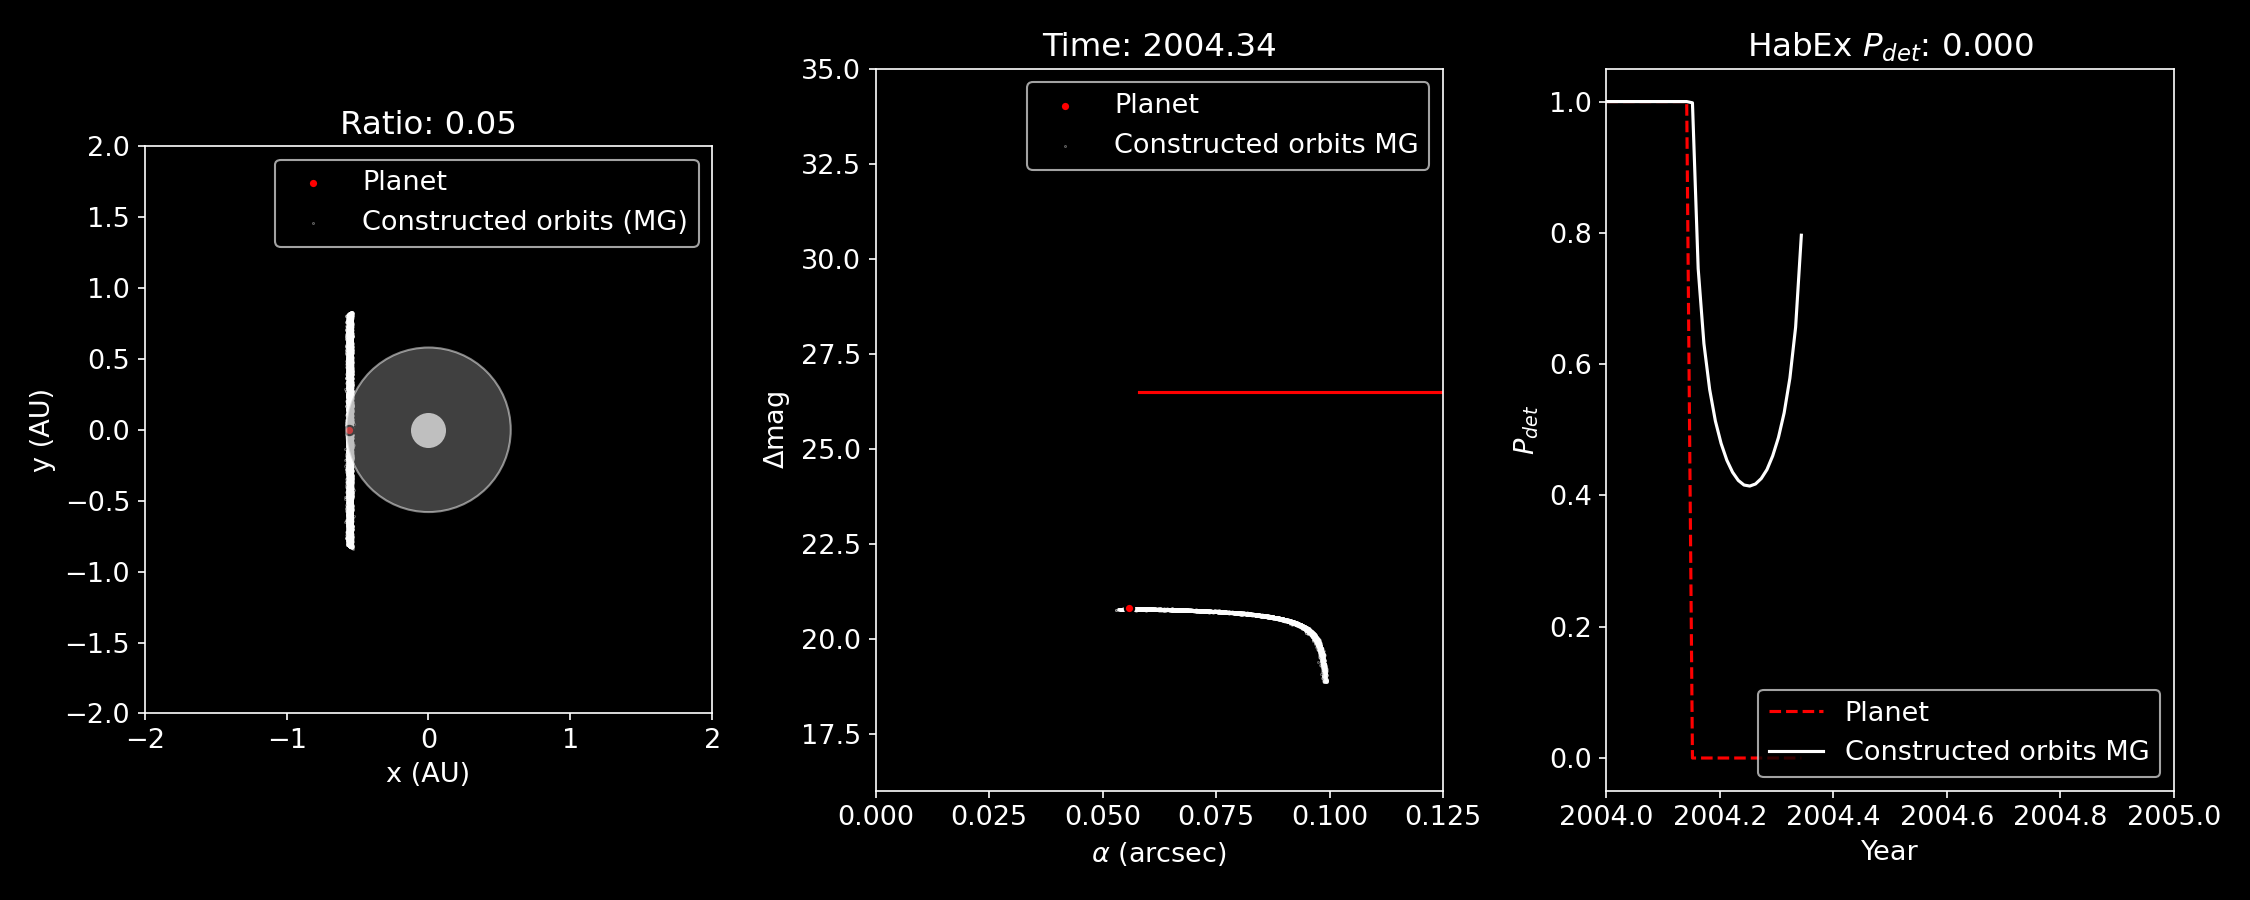 Ratio: 0.05
Planet
Constructed orbits (MG)
2.0
1.5
1.0
0.5
0.0
−0.5
−1.0
−1.5
−2.0
y (AU)
−2 −1 0 1 2
x (AU)
Time: 2004.34
Planet
Constructed orbits MG
35.0
32.5
30.0
27.5
25.0
22.5
20.0
17.5
Δmag
0.000 0.025 0.050 0.075 0.100 0.125
α (arcsec)
HabEx P_det: 0.000
1.0
0.8
0.6
0.4
0.2
0.0
P_det
Planet
Constructed orbits MG
2004.0 2004.2 2004.4 2004.6 2004.8 2005.0
Year